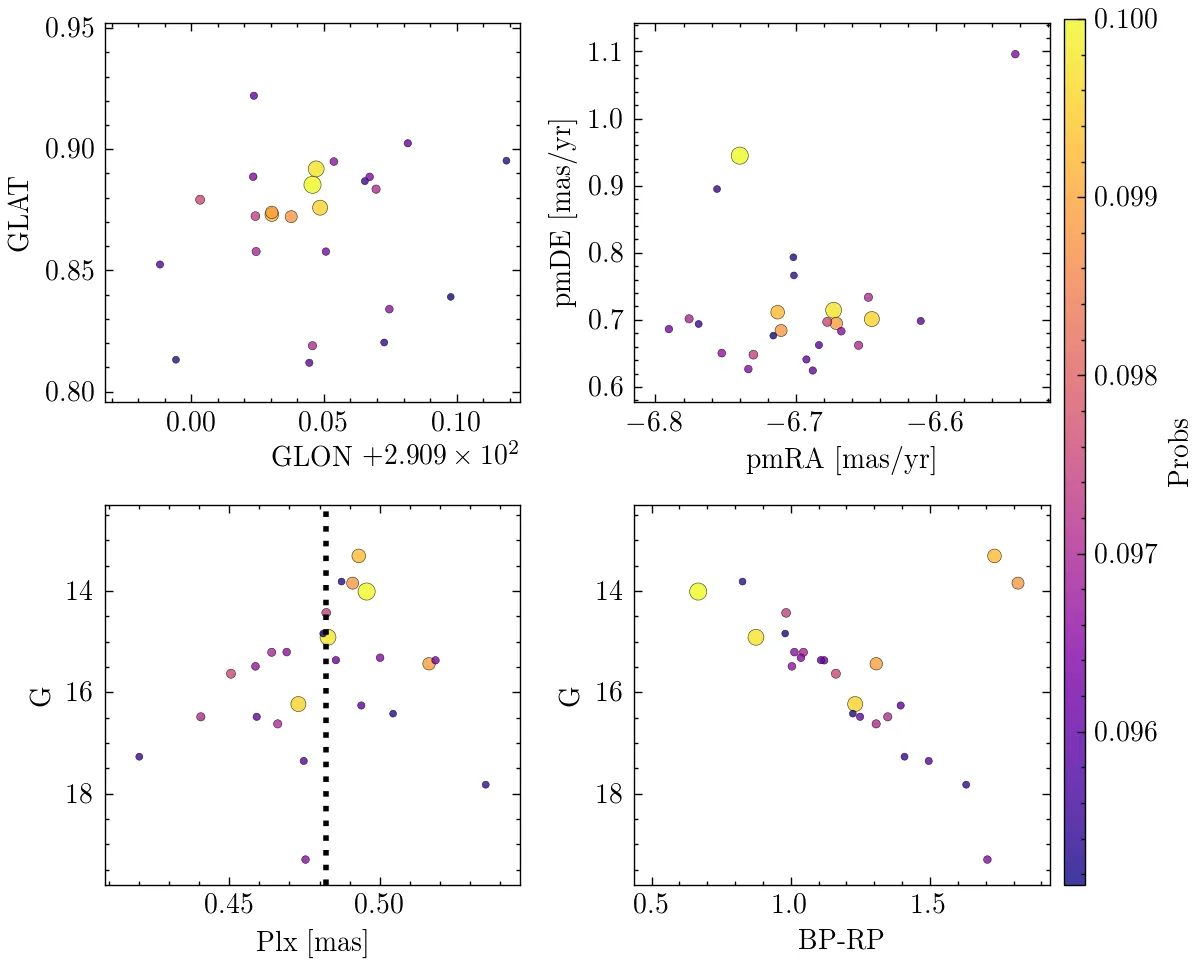 0.95
0.90
0.85
0.80
GLAT
0.00 0.05 0.10
GLON +2.909 × 10²
1.1
1.0
0.9
0.8
0.7
0.6
pmDE [mas/yr]
−6.8 −6.7 −6.6
pmRA [mas/yr]
14
16
18
G
0.45 0.50
Plx [mas]
14
16
18
G
0.5 1.0 1.5
BP-RP
0.100
0.099
0.098
0.097
0.096
Probs